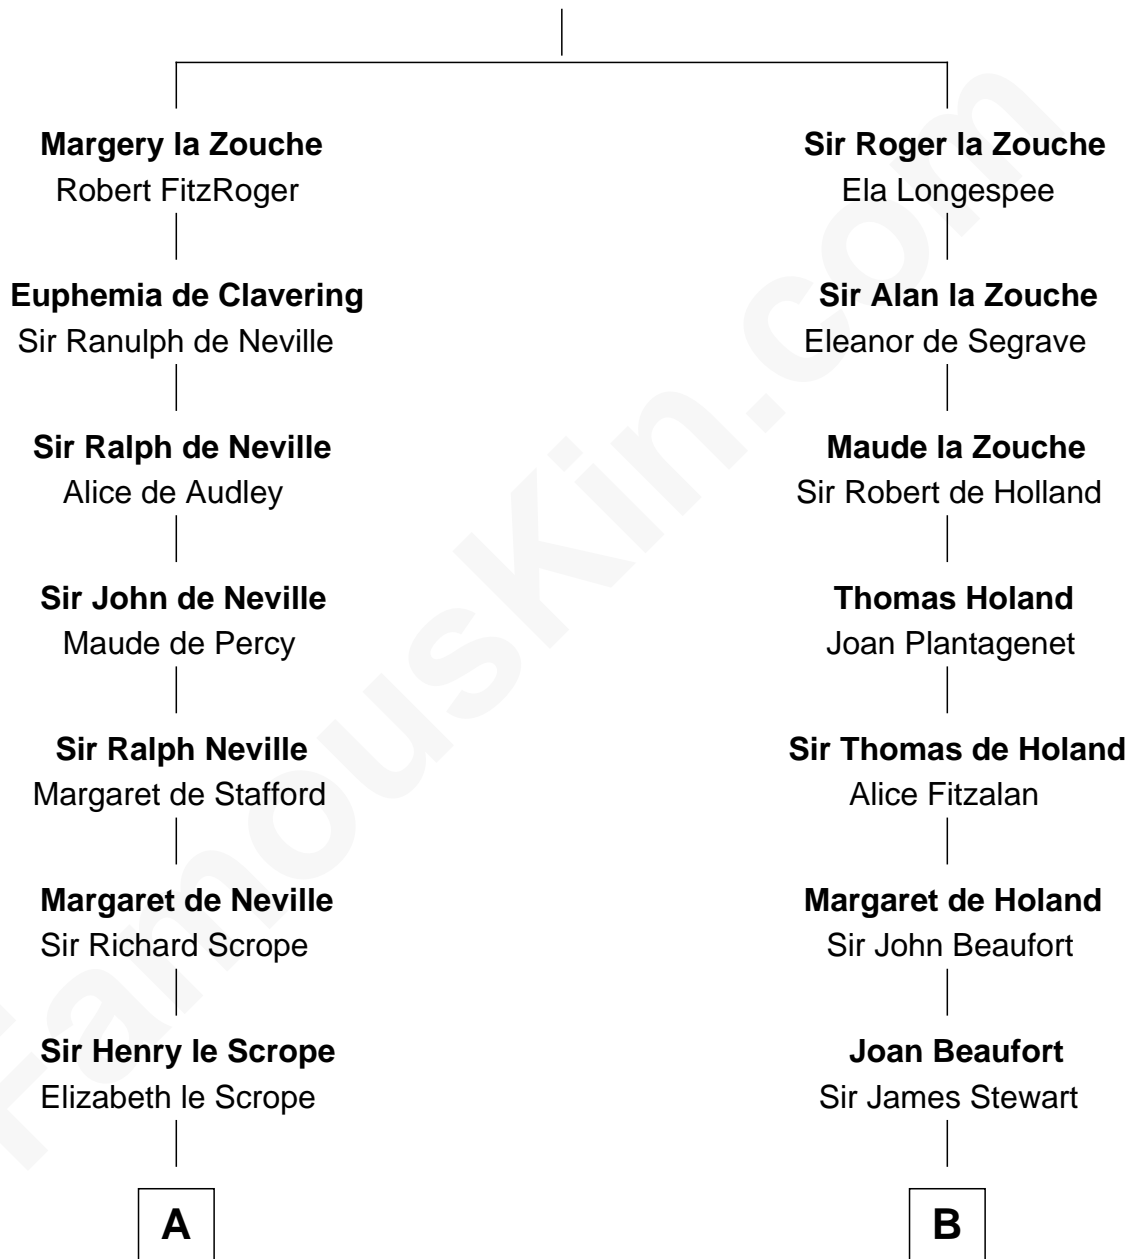 Margery la Zouche
Robert FitzRoger
Euphemia de Clavering
Sir Ranulph de Neville
Sir Ralph de Neville
Alice de Audley
Sir John de Neville
Maude de Percy
Sir Ralph Neville
Margaret de Stafford
Margaret de Neville
Sir Richard Scrope
Sir Henry le Scrope
Elizabeth le Scrope
A
Sir Roger la Zouche
Ela Longespee
Sir Alan la Zouche
Eleanor de Segrave
Maude la Zouche
Sir Robert de Holland
Thomas Holand
Joan Plantagenet
Sir Thomas de Holand
Alice Fitzalan
Margaret de Holand
Sir John Beaufort
Joan Beaufort
Sir James Stewart
B
FamousKin.com